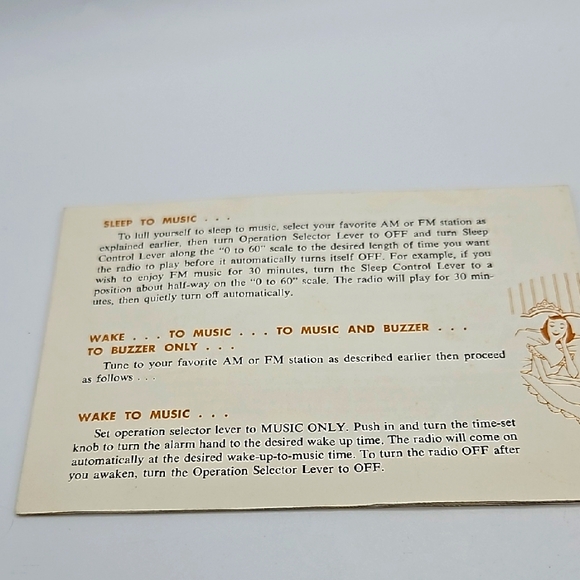 SLEEP TO MUSIC . . .
To lull yourself to sleep to music, select your favorite AM or FM station as
explained earlier, then turn Operation Selector Lever to OFF and turn Sleep
Control Lever along the "0 to 60" scale to the desired length of time you want
the radio to play before it automatically turns itself OFF. For example, if you
wish to enjoy FM music for 30 minutes, turn the Sleep Control Lever to a
position about half-way on the "0 to 60" scale. The radio will play for 30 min-
utes, then quietly turn off automatically.
WAKE . . . TO MUSIC . . . TO MUSIC AND BUZZER . . .
TO BUZZER ONLY . . .
Tune to your favorite AM or FM station as described earlier then proceed
as follows . . .
WAKE TO MUSIC . . .
Set operation selector lever to MUSIC ONLY. Push in and turn the time-set
knob to turn the alarm hand to the desired wake up time. The radio will come on
automatically at the desired wake-up-to-music time. To turn the radio OFF after
you awaken, turn the Operation Selector Lever to OFF.